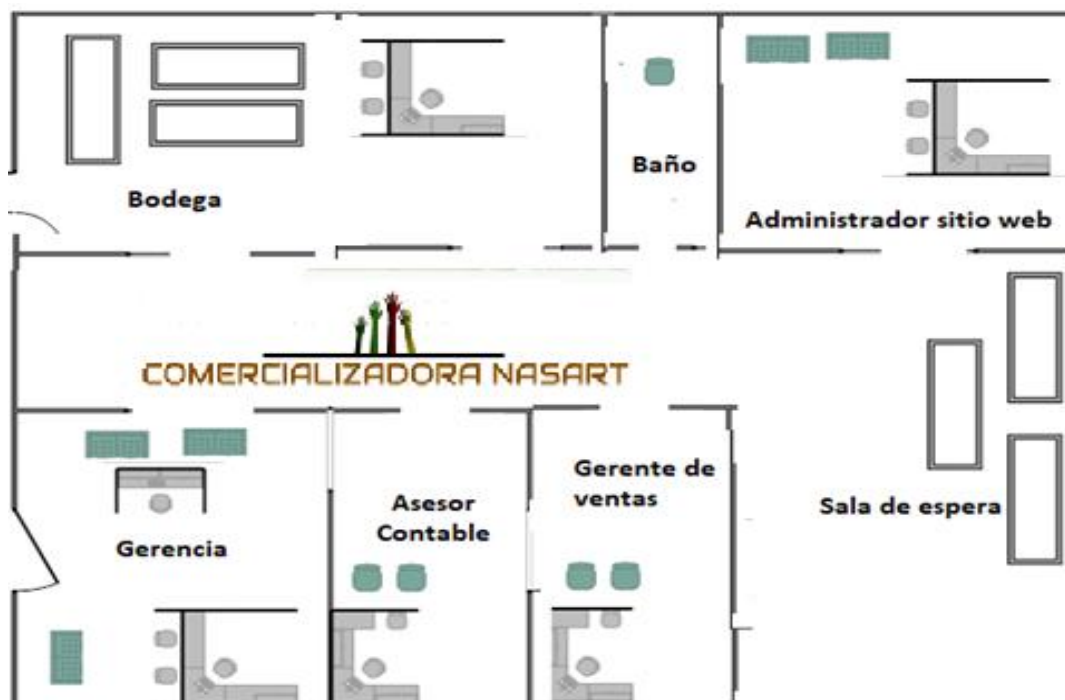 Bodega
Baño
Administrador sitio web
COMERCIALIZADORA NASART
Gerencia
Asesor
Contable
Gerente de
ventas
Sala de espera